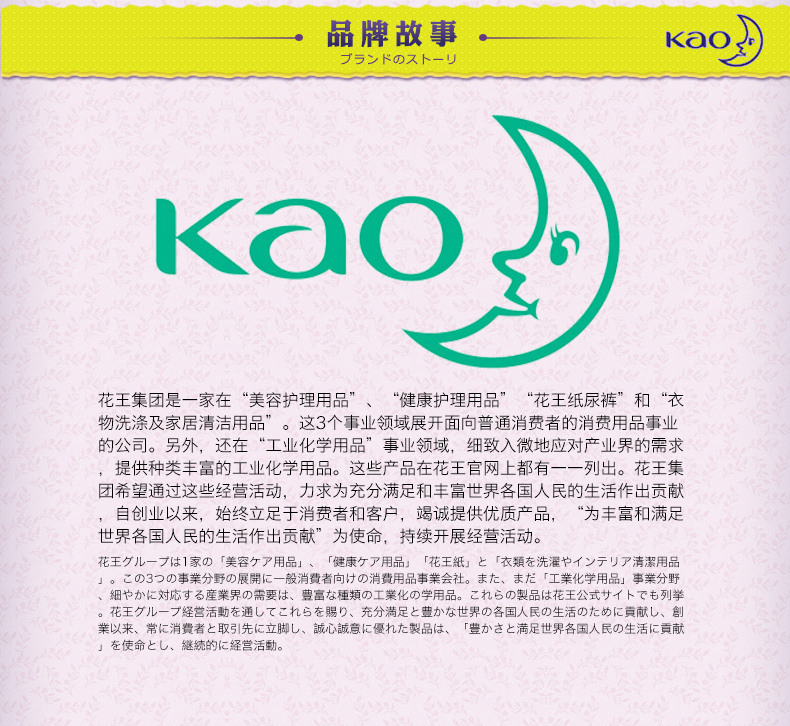 品牌故事
ブランドのストーリ
Kao
Kao
花王集团是一家在“美容护理用品”、“健康护理用品”“花王纸尿裤”和“衣
物洗涤及家居清洁用品”。这3个事业领域展开面向普通消费者的消费用品事业
的公司。另外，还在“工业化学用品”事业领域，细致入微地应对产业界的需求
，提供种类丰富的工业化学用品。这些产品在花王官网上都有一一列出。花王集
团希望通过这些经营活动，力求为充分满足和丰富世界各国人民的生活作出贡献
，自创业以来，始终立足于消费者和客户，竭诚提供优质产品，“为丰富和满足
世界各国人民的生活作出贡献”为使命，持续开展经营活动。
花王グループは1家の「美容ケア用品」、「健康ケア用品」「花王紙」と「衣類を洗濯やインテリア清潔用品
」。この3つの事業分野の展開に一般消費者向けの消費用品事業会社。また、まだ「工業化学用品」事業分野
、細やかに対応する産業界の需要は、豊富な種類の工業化の学用品。これらの製品は花王公式サイトでも列挙
。花王グループ経営活動を通してこれらを賜り、充分満足と豊かな世界の各国人民の生活のために貢献し、創
業以来、常に消費者と取引先に立脚し、誠心誠意に優れた製品は、「豊かさと満足世界各国人民の生活に貢献
」を使命とし、継続的に経営活動。